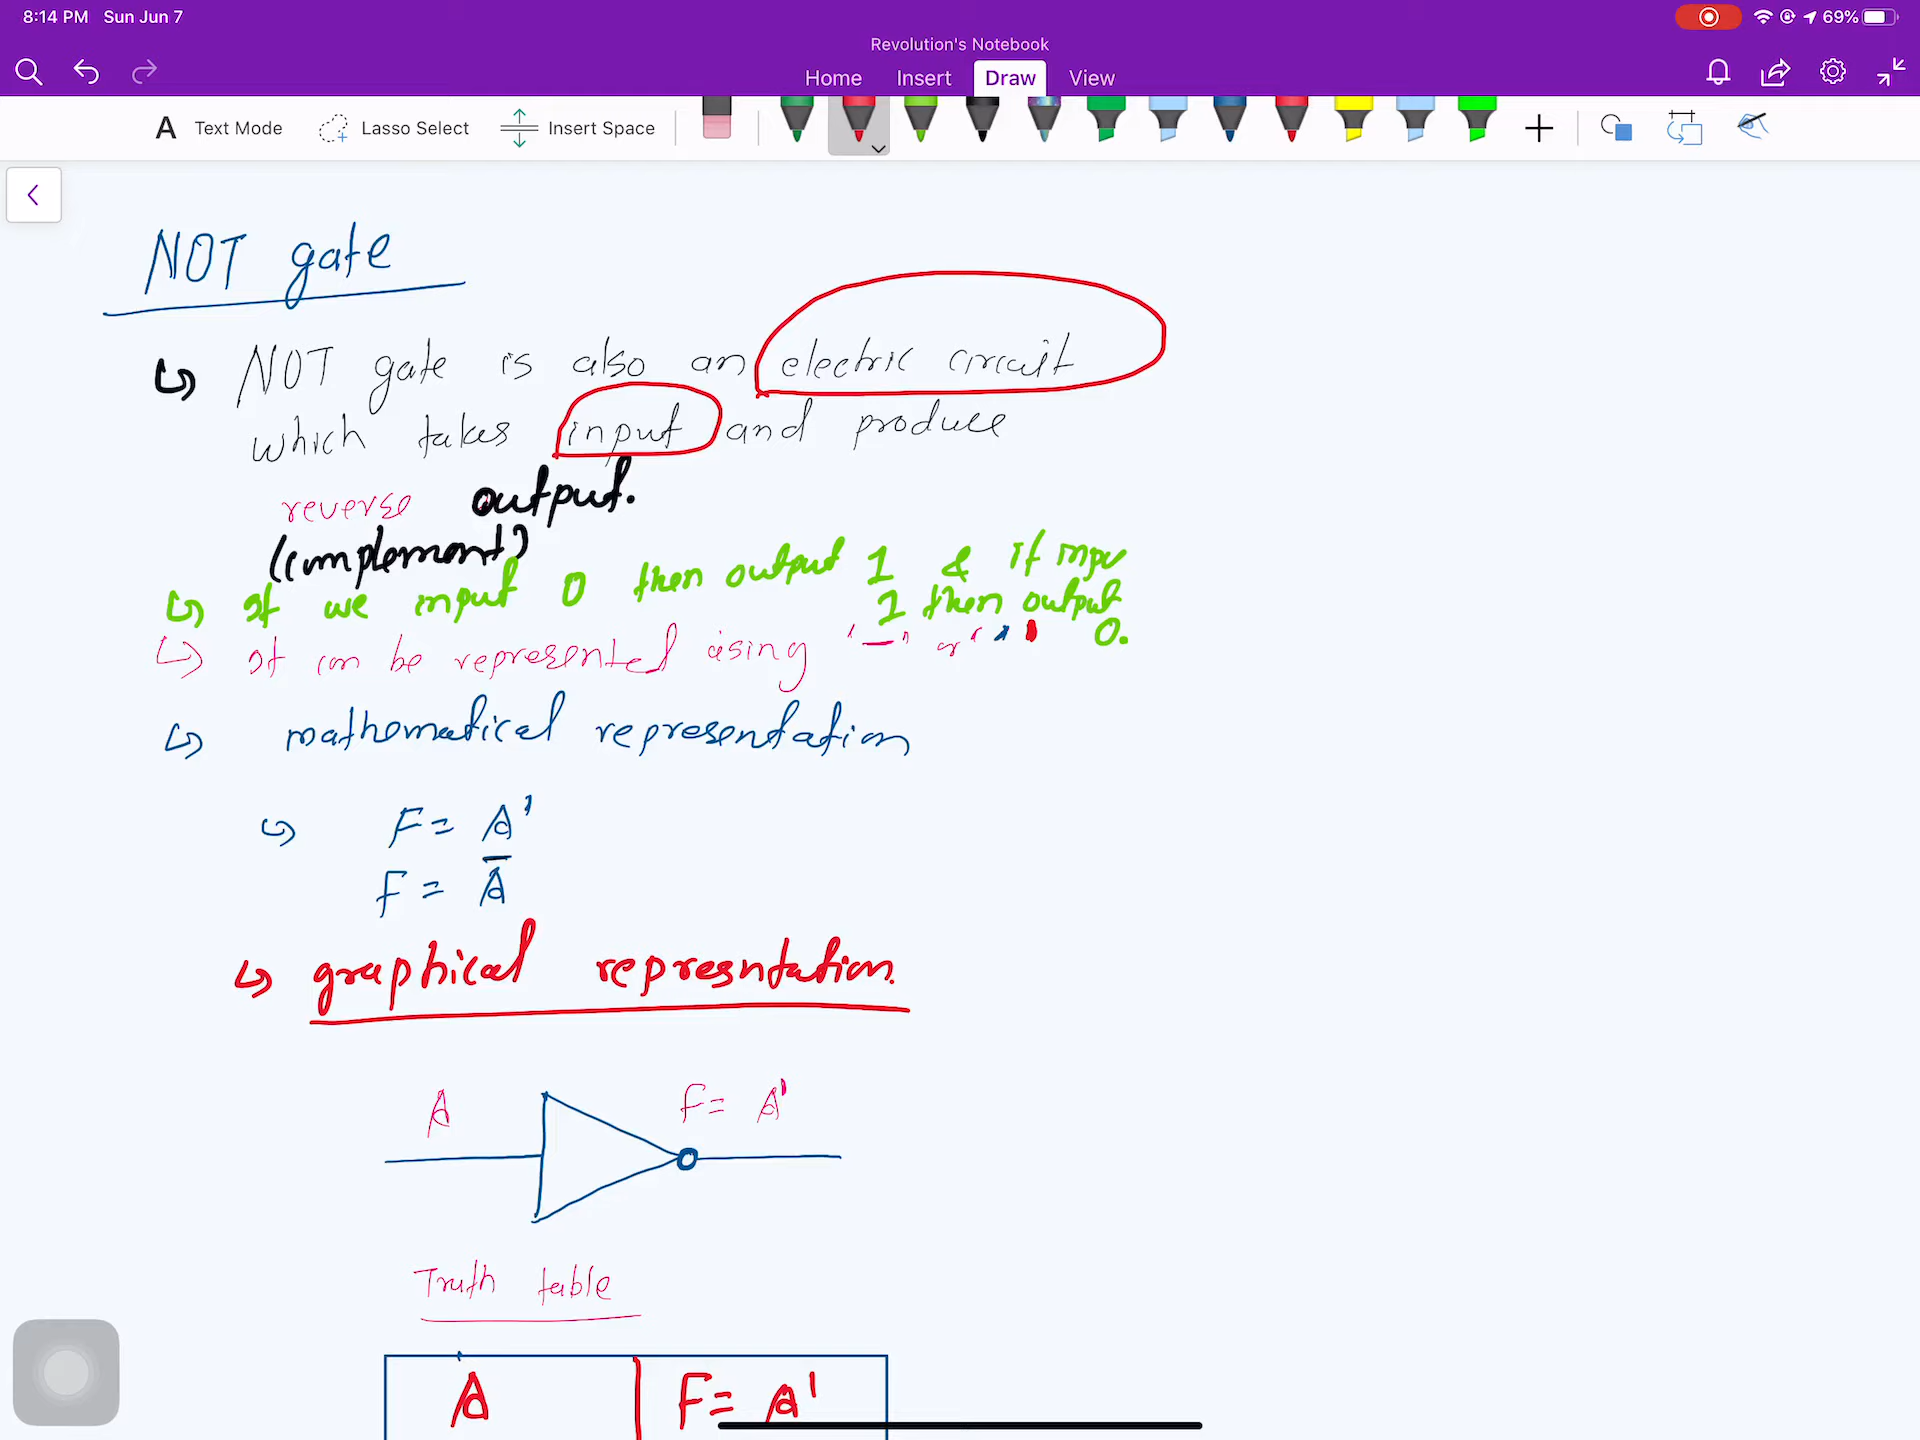 8:14 PM Sun Jun 7
69%
Revolution's Notebook
Home Insert Draw View
A Text Mode Lasso Select Insert Space
NOT gate
↳ NOT gate is also an electric circuit
which takes input and produce
reverse output.
(complement)
↳ If we input 0 then output 1 & if inpu
1 then output
0.
↳ It can be represented using '—' or ' '
↳ mathematical representation
↳ F = A'
F = A̅
↳ graphical represntation.
A F = A'
Truth table
A F = A'